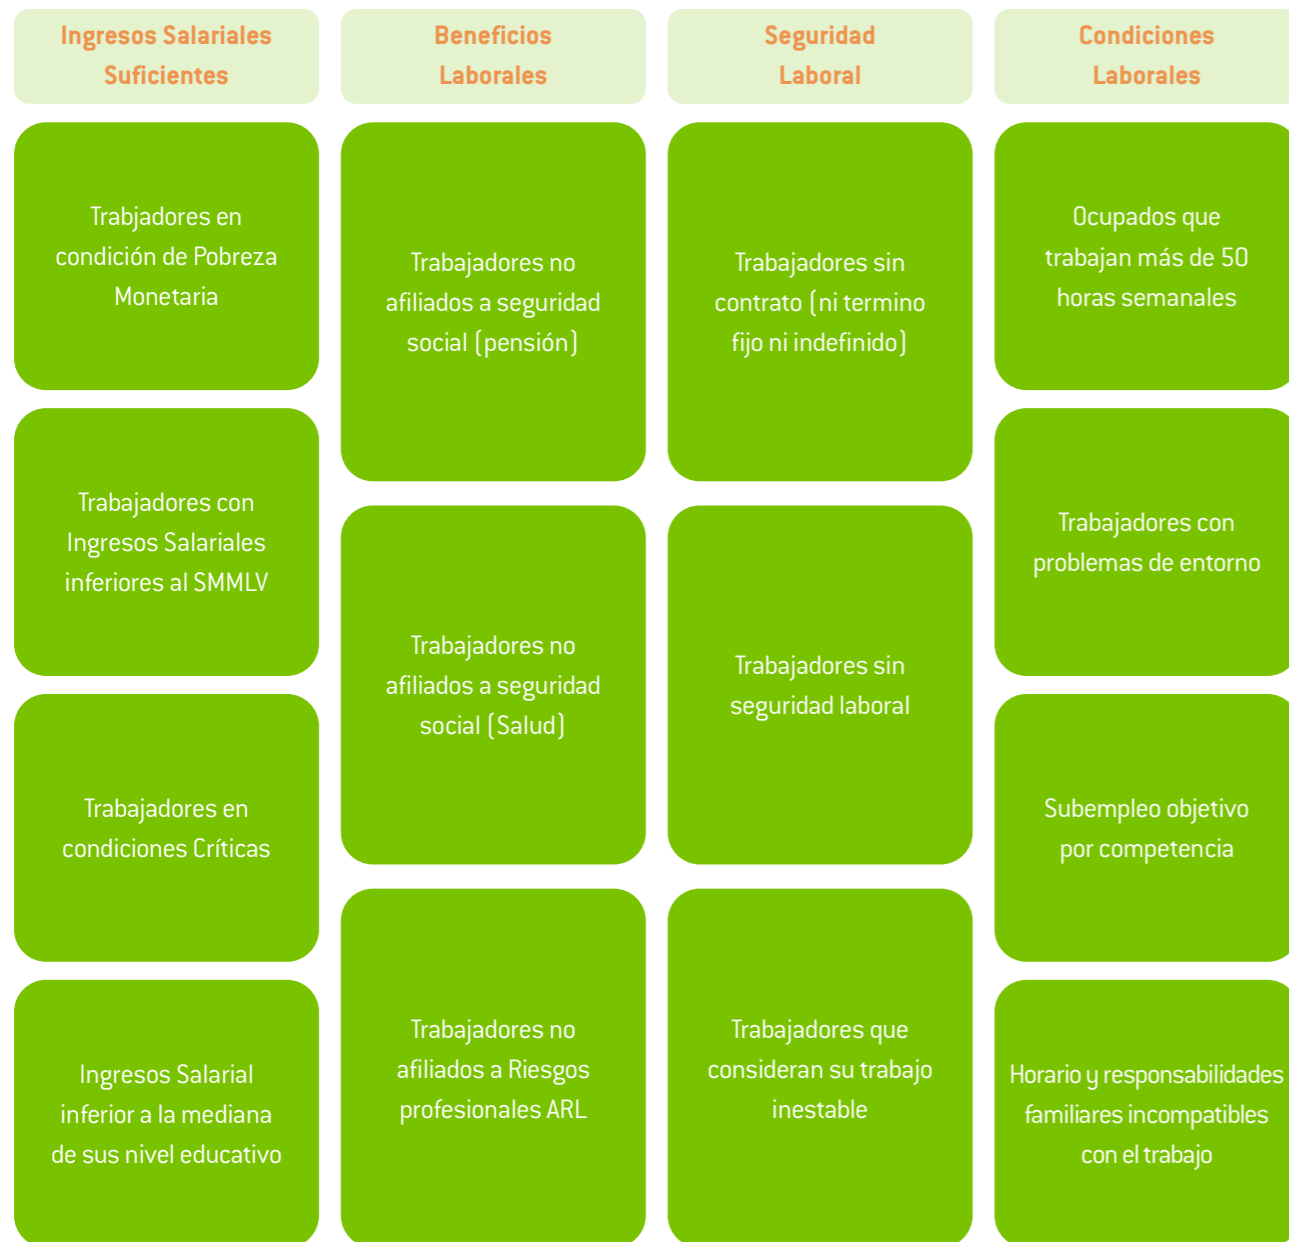 Ingresos Salariales
Suficientes
Trabjadores en
condición de Pobreza
Monetaria
Trabajadores con
Ingresos Salariales
inferiores al SMMLV
Trabajadores en
condiciones Críticas
Ingresos Salarial
inferior a la mediana
de sus nivel educativo
Beneficios
Laborales
Trabajadores no
afiliados a seguridad
social (pensión)
Trabajadores no
afiliados a seguridad
social (Salud)
Trabajadores no
afiliados a Riesgos
profesionales ARL
Seguridad
Laboral
Trabajadores sin
contrato (ni termino
fijo ni indefinido)
Trabajadores sin
seguridad laboral
Trabajadores que
consideran su trabajo
inestable
Condiciones
Laborales
Ocupados que
trabajan más de 50
horas semanales
Trabajadores con
problemas de entorno
Subempleo objetivo
por competencia
Horario y responsabilidades
familiares incompatibles
con el trabajo